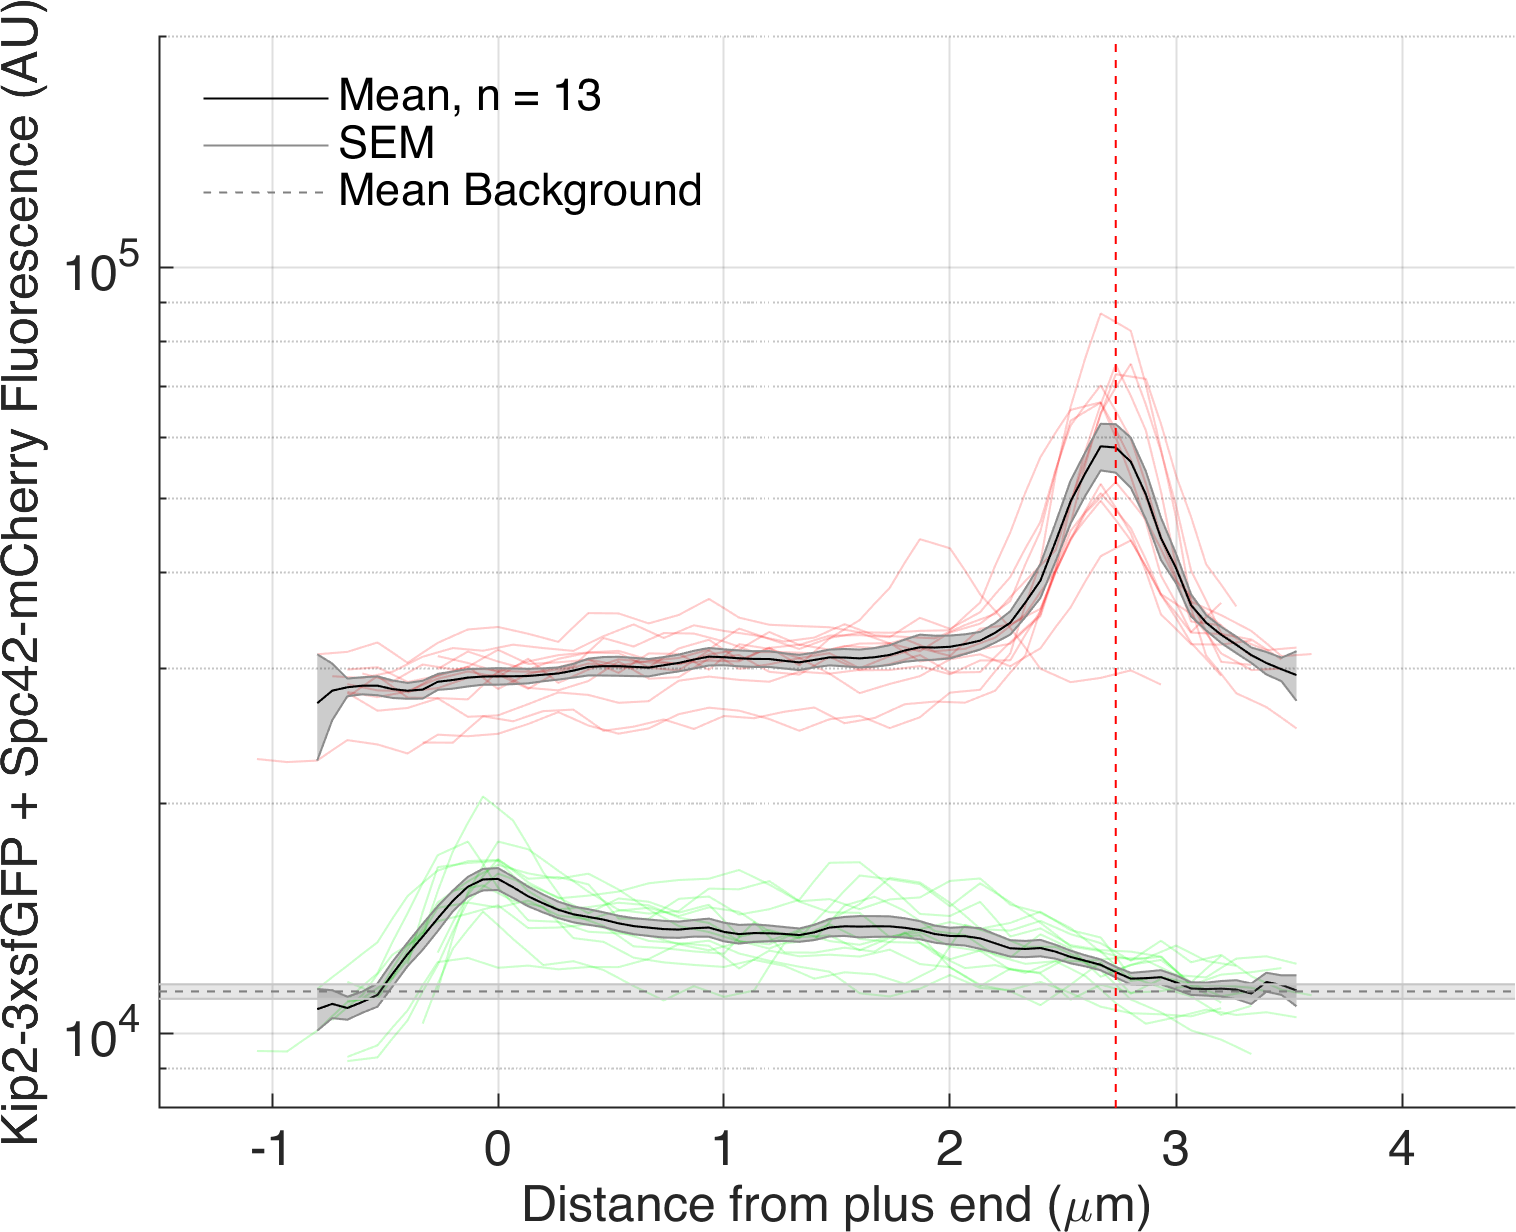 Kip2-3xsfGFP + Spc42-mCherry Fluorescence (AU)
Mean, n = 13
SEM
Mean Background
10^5
10^4
-1 0 1 2 3 4
Distance from plus end (μm)